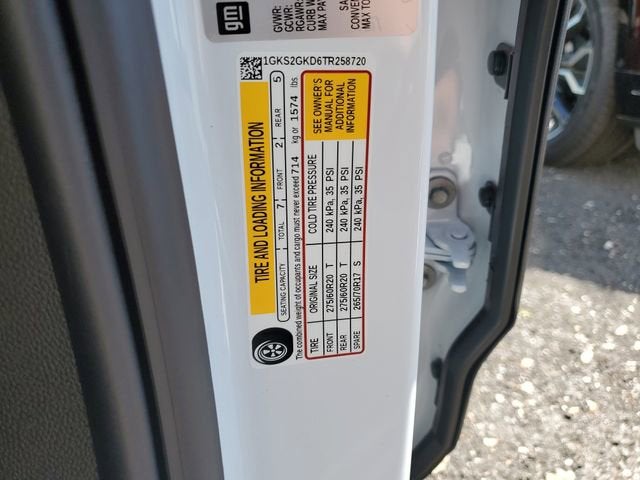 gm
GVWR:
GCWR:
RGAWR:
CURB W
MAX PA
SA
CONVER
MAX TO
1GKS2GKD6TR258720
TIRE AND LOADING INFORMATION
SEATING CAPACITY TOTAL 7 FRONT 2 REAR 5
The combined weight of occupants and cargo must never exceed 714 kg or 1574 lbs
TIRE ORIGINAL SIZE COLD TIRE PRESSURE
FRONT 275/60R20 T 240 kPa, 35 PSI
REAR 275/60R20 T 240 kPa, 35 PSI
SPARE 265/70R17 S 240 kPa, 35 PSI
SEE OWNER'S
MANUAL FOR
ADDITIONAL
INFORMATION